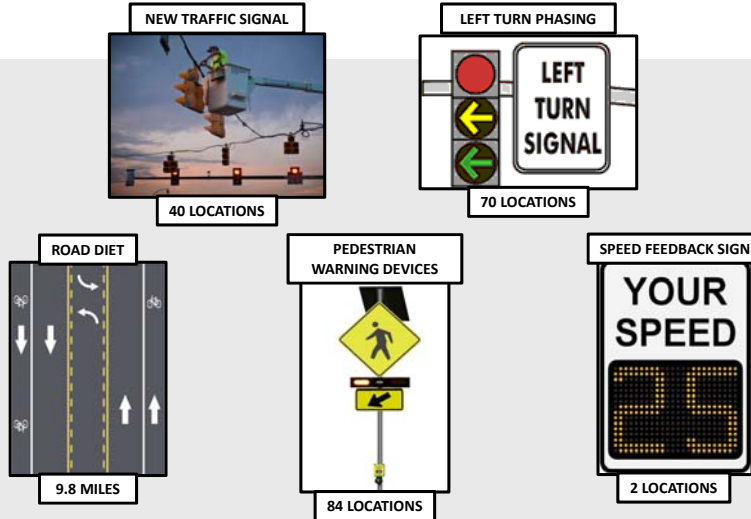 NEW TRAFFIC SIGNAL
LEFT TURN PHASING
LEFT
TURN
SIGNAL
40 LOCATIONS
70 LOCATIONS
ROAD DIET
PEDESTRIAN
WARNING DEVICES
SPEED FEEDBACK SIGN
YOUR
SPEED
25
9.8 MILES
84 LOCATIONS
2 LOCATIONS